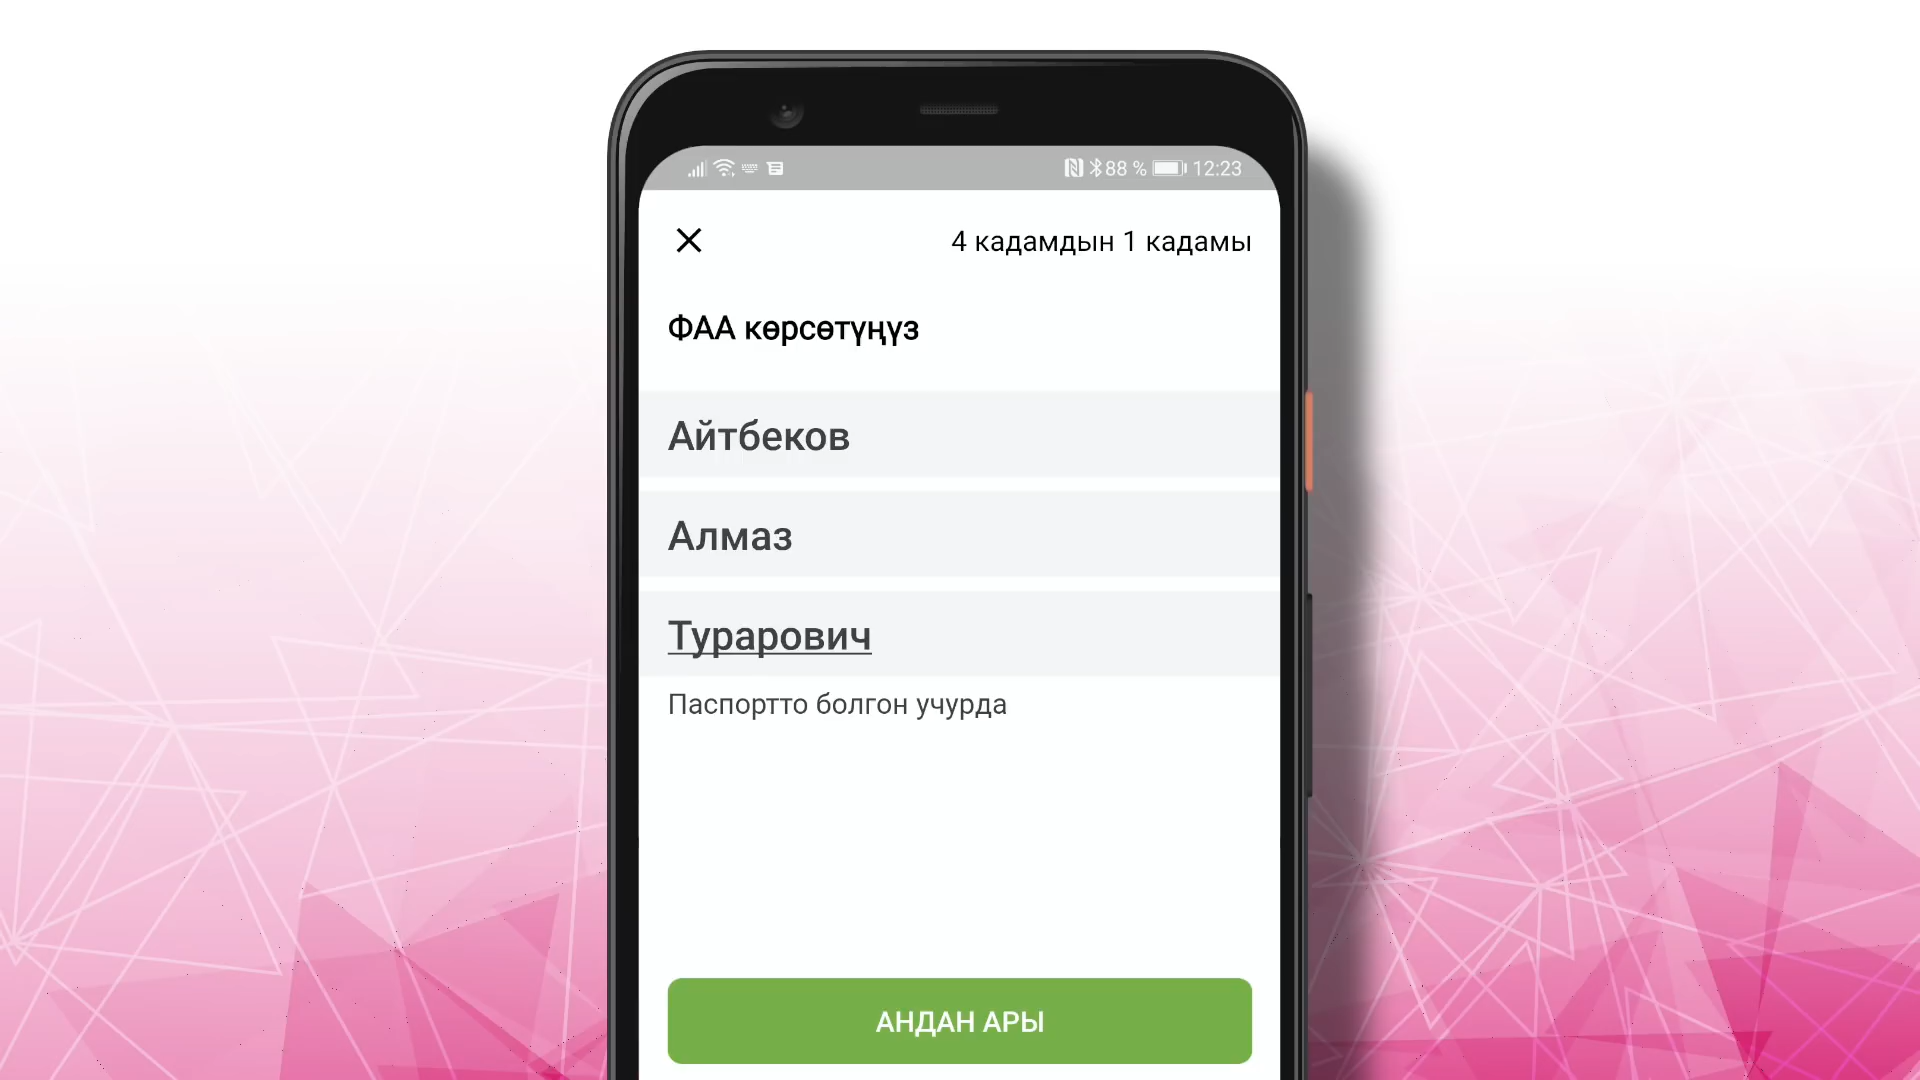 88 % 12:23
4 кадамдын 1 кадамы
ФАА көрсөтүңүз
Айтбеков
Алмаз
Турарович
Паспортто болгон учурда
АНДАН АРЫ